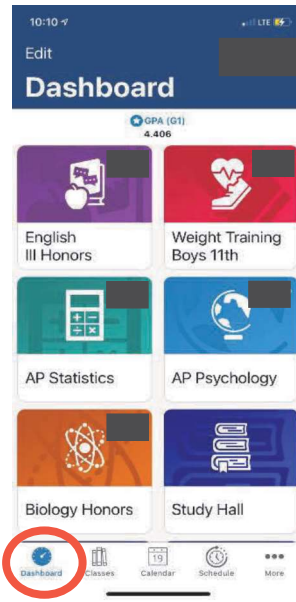 10:10
LTE
Edit
Dashboard
GPA (G1)
4.406
English
III Honors
Weight Training
Boys 11th
+ −
÷ ×
AP Statistics
AP Psychology
Biology Honors
Study Hall
19
Dashboard
Classes
Calendar
Schedule
More